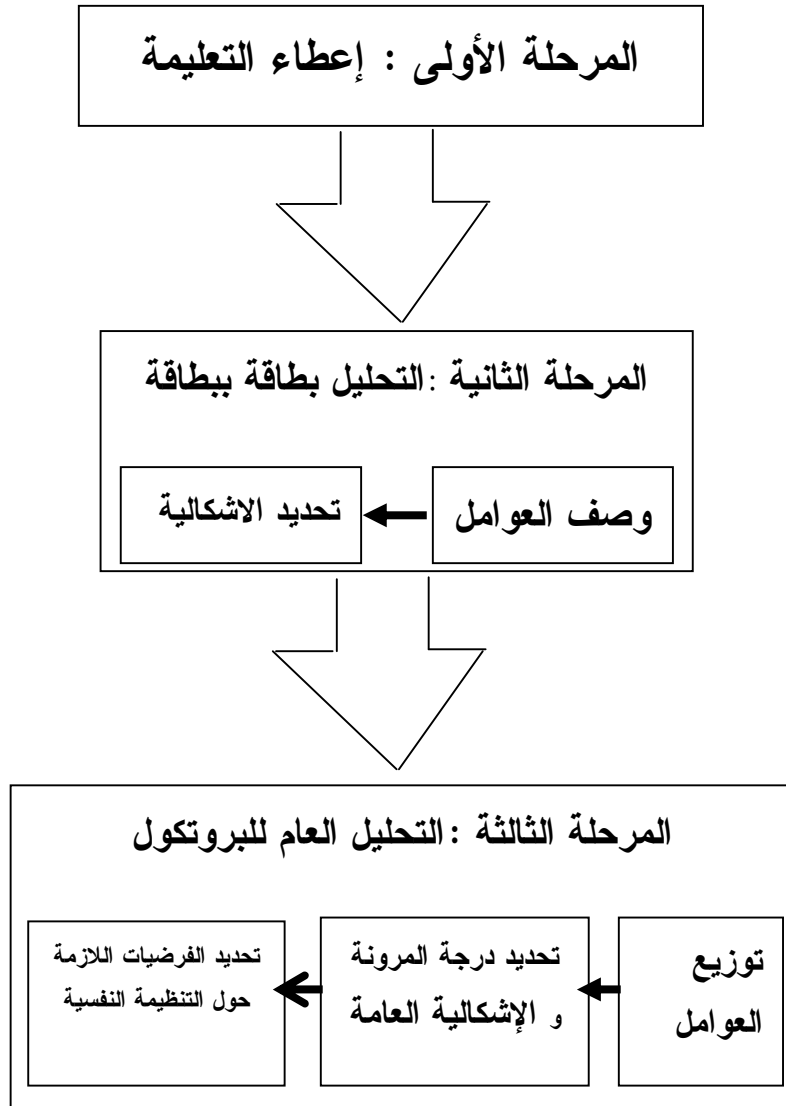 المرحلة الأولى : إعطاء التعليمة
المرحلة الثانية :التحليل بطاقة ببطاقة
وصف العوامل
تحديد الاشكالية
المرحلة الثالثة :التحليل العام للبروتكول
توزيع
العوامل
تحديد درجة المرونة
و الإشكالية العامة
تحديد الفرضيات اللازمة
حول التنظيمة النفسية